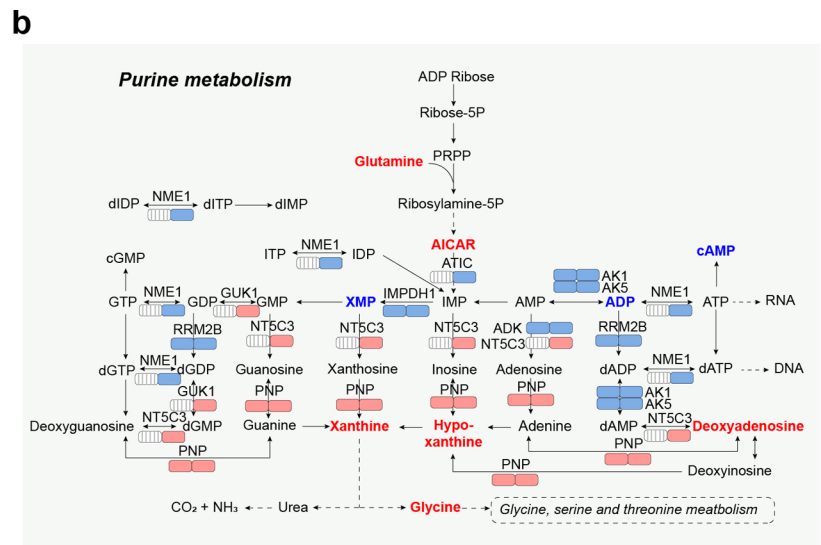 b
Purine metabolism
ADP Ribose
Ribose-5P
Glutamine PRPP
dIDP NME1 dITP dIMP Ribosylamine-5P
AICAR
cGMP ITP NME1 IDP ATIC AK1 cAMP
AK5
GTP NME1 GDP GUK1 GMP XMP IMPDH1 IMP AMP ADP NME1 ATP RNA
RRM2B NT5C3 NT5C3 NT5C3 ADK RRM2B
NT5C3
dGTP NME1 dGDP Guanosine Xanthosine Inosine Adenosine dADP NME1 dATP DNA
GUK1 PNP PNP PNP PNP AK1
AK5
Deoxyguanosine NT5C3 dGMP Guanine Xanthine Hypo- Adenine dAMP NT5C3 Deoxyadenosine
xanthine
PNP PNP
PNP Deoxyinosine
CO₂ + NH₃ Urea Glycine Glycine, serine and threonine meatbolism